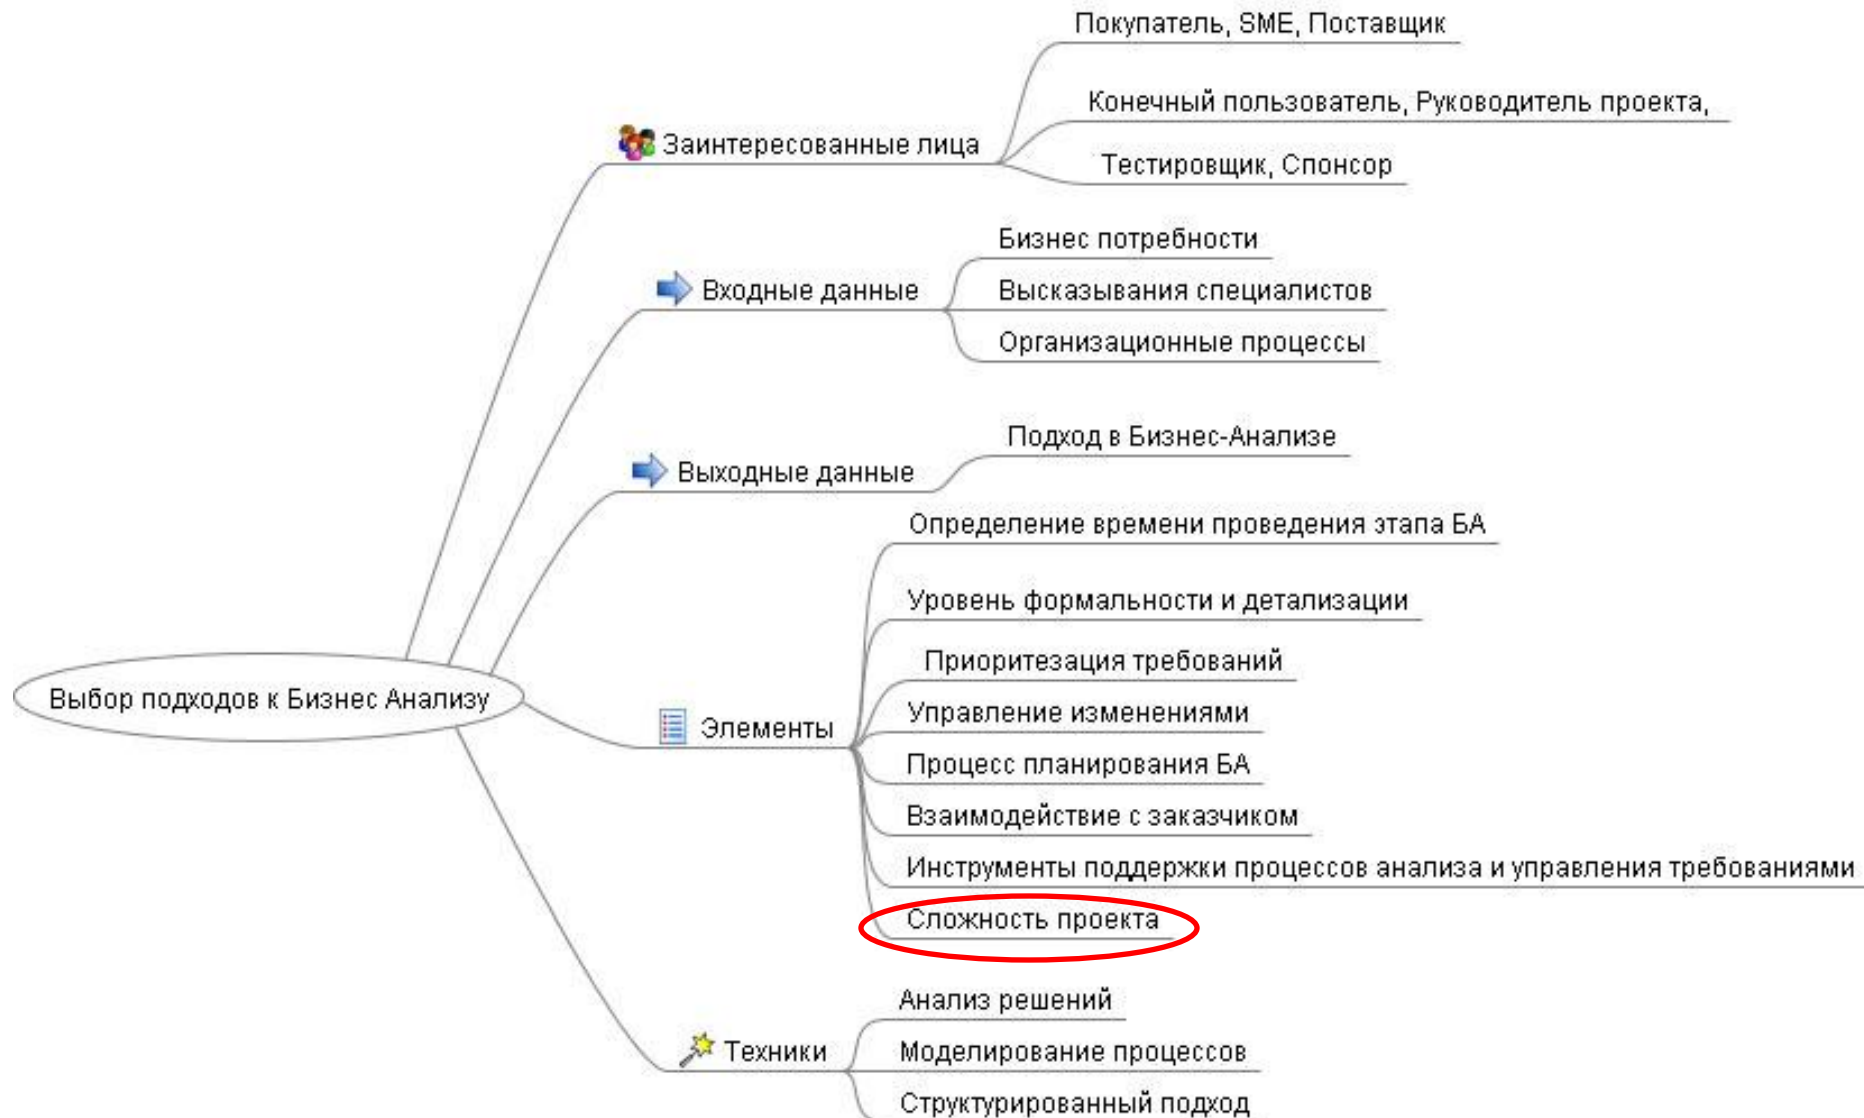 Выбор подходов к Бизнес Анализу
Заинтересованные лица
Покупатель, SME, Поставщик
Конечный пользователь, Руководитель проекта,
Тестировщик, Спонсор
Входные данные
Бизнес потребности
Высказывания специалистов
Организационные процессы
Выходные данные
Подход в Бизнес-Анализе
Элементы
Определение времени проведения этапа БА
Уровень формальности и детализации
Приоритезация требований
Управление изменениями
Процесс планирования БА
Взаимодействие с заказчиком
Инструменты поддержки процессов анализа и управления требованиями
Сложность проекта
Техники
Анализ решений
Моделирование процессов
Структурированный подход